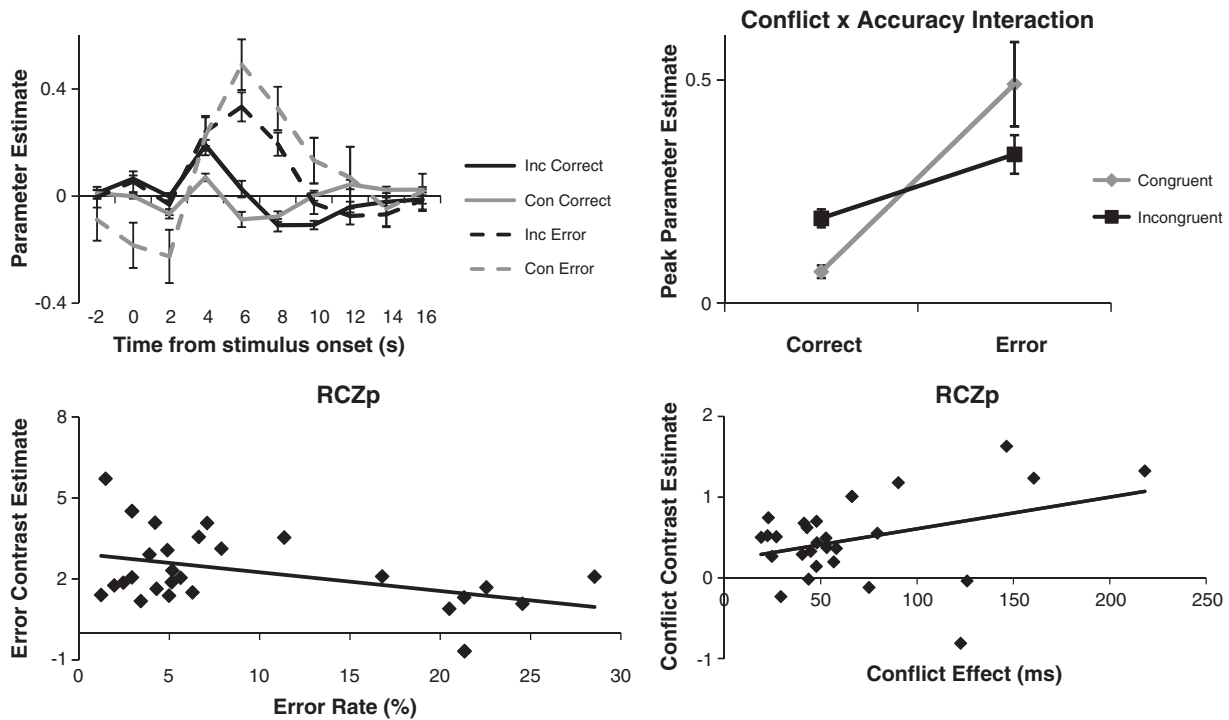 Parameter Estimate
0.4
0
-0.4
-2 0 2 4 6 8 10 12 14 16
Time from stimulus onset (s)
Inc Correct
Con Correct
Inc Error
Con Error
Conflict x Accuracy Interaction
Peak Parameter Estimate
0.5
0
Correct Error
Congruent
Incongruent
RCZp
Error Contrast Estimate
8
5
2
-1
0 5 10 15 20 25 30
Error Rate (%)
RCZp
Conflict Contrast Estimate
2
1
0
-1
0 50 100 150 200 250
Conflict Effect (ms)